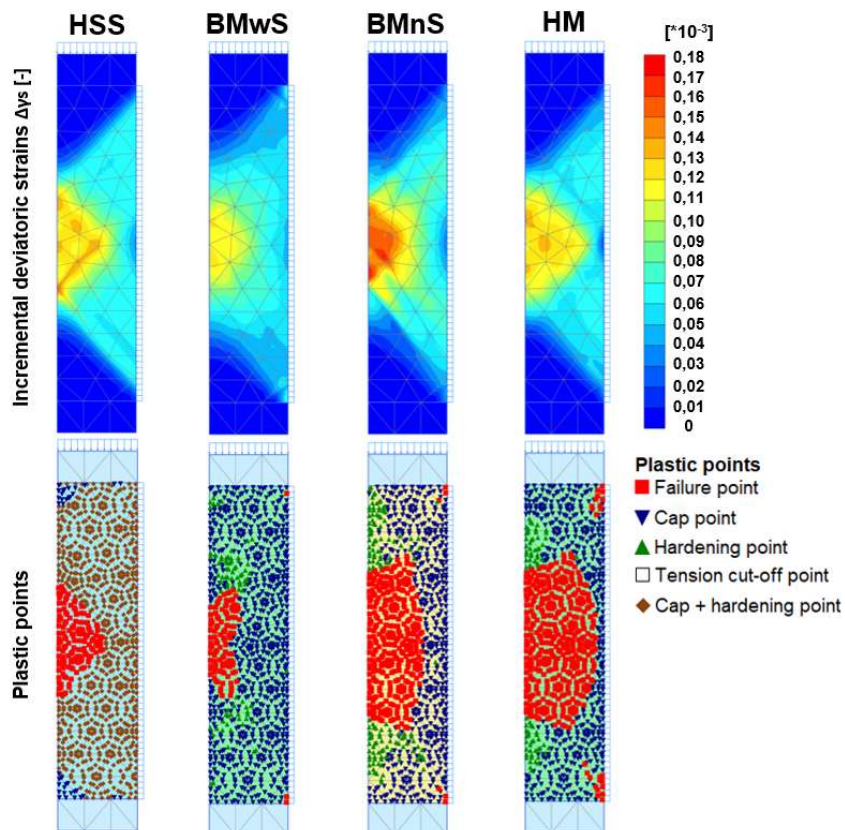 HSS BMwS BMnS HM [*10⁻³]
Incremental deviatoric strains Δγs [-]
0,18
0,17
0,16
0,15
0,14
0,13
0,12
0,11
0,10
0,09
0,08
0,07
0,06
0,05
0,04
0,03
0,02
0,01
0
Plastic points
Plastic points
Failure point
Cap point
Hardening point
Tension cut-off point
Cap + hardening point